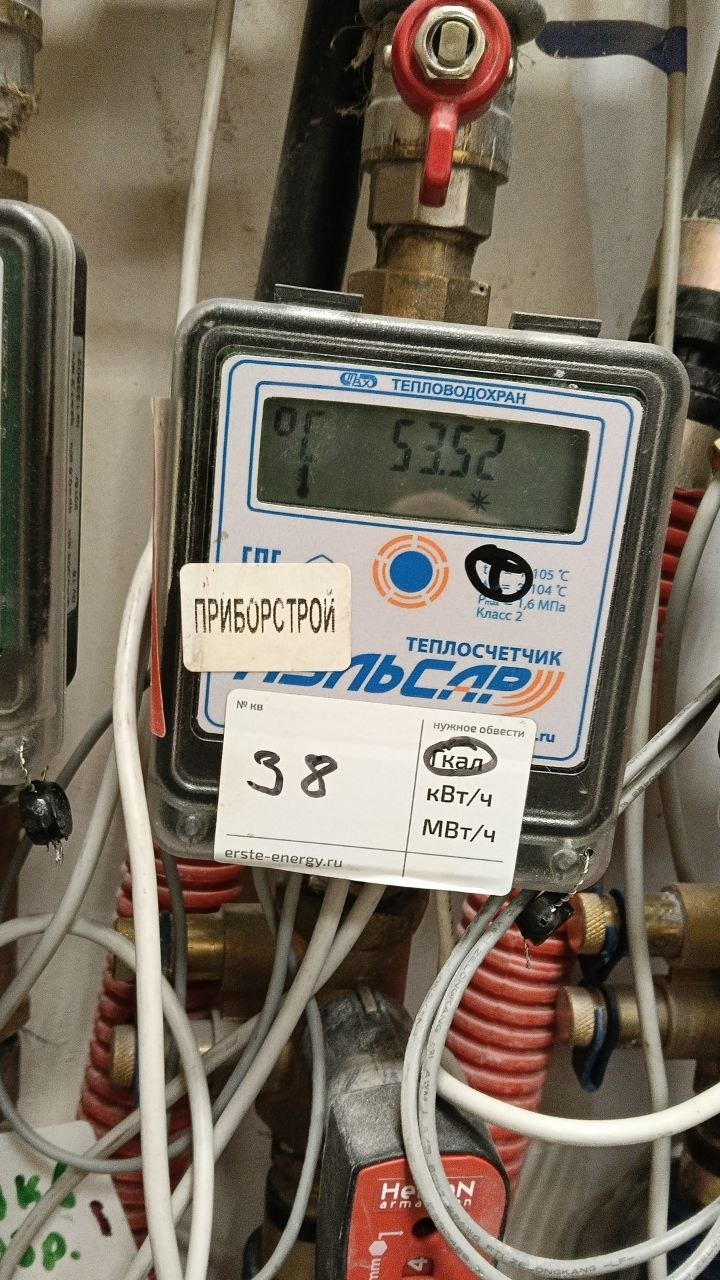 ТЕПЛОВОДОХРАН
°C 53.52
105 °C
104 °C
1,6 МПа
Класс 2
ПРИБОРСТРОЙ
ТЕПЛОСЧЕТЧИК
ПУЛЬСАР
.ru
№ кв
нужное обвести
38
Гкал
кВт/ч
МВт/ч
erste-energy.ru